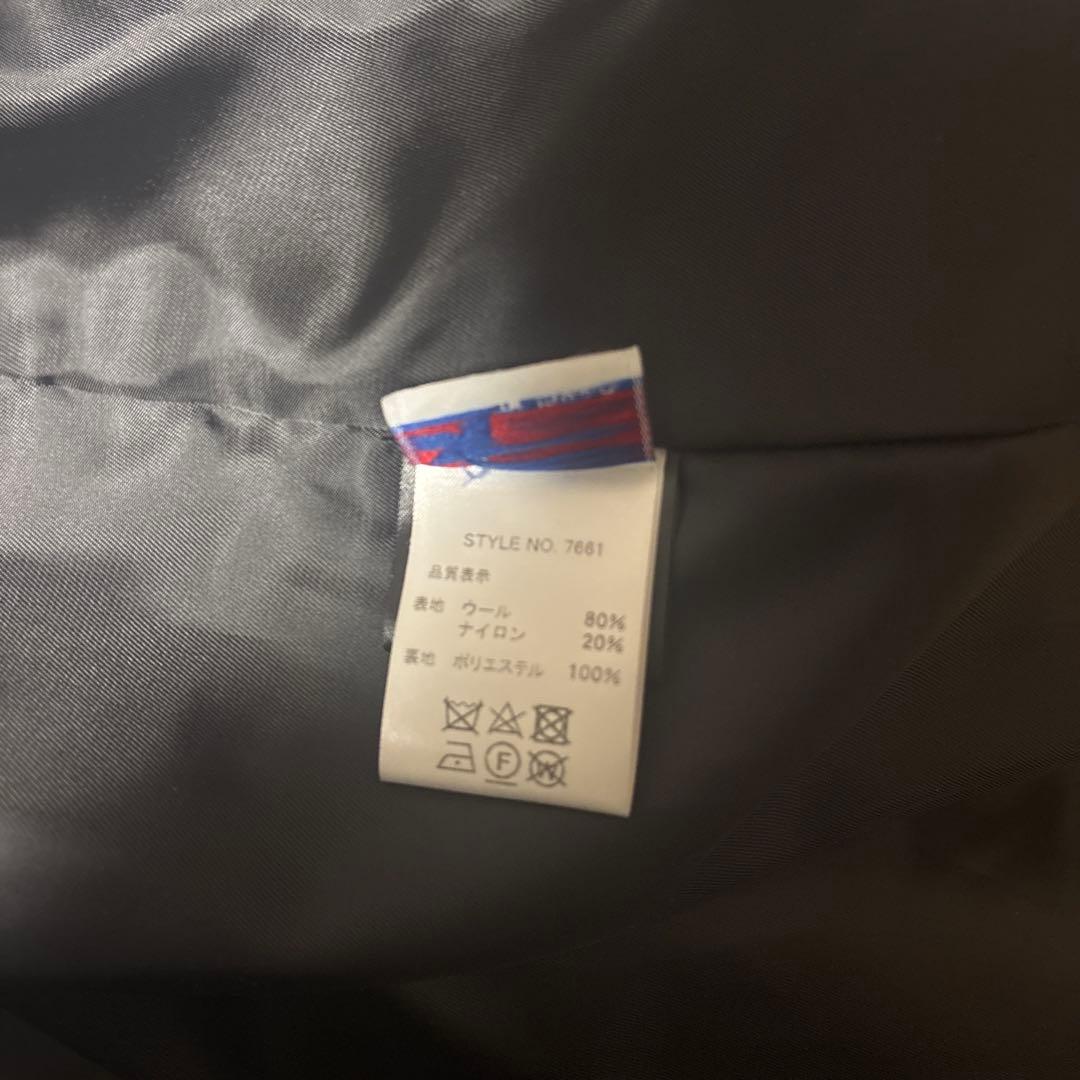 STYLE NO. 7661
品質表示
表地 ウール 80%
ナイロン 20%
裏地 ポリエステル 100%
F
W